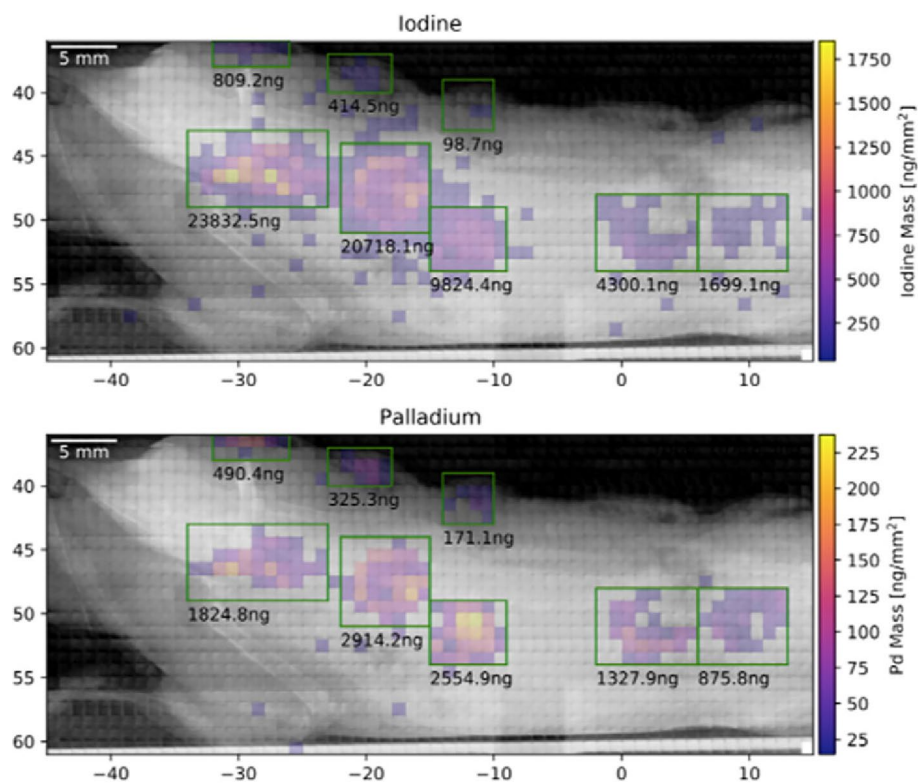 Iodine
5 mm
40
45
50
55
60
809.2ng
414.5ng
98.7ng
23832.5ng
20718.1ng
9824.4ng
4300.1ng 1699.1ng
−40 −30 −20 −10 0 10
1750
1500
1250
1000
750
500
250
Iodine Mass [ng/mm²]
Palladium
5 mm
40
45
50
55
60
490.4ng
325.3ng
171.1ng
1824.8ng
2914.2ng
2554.9ng
1327.9ng 875.8ng
−40 −30 −20 −10 0 10
225
200
175
150
125
100
75
50
25
Pd Mass [ng/mm²]